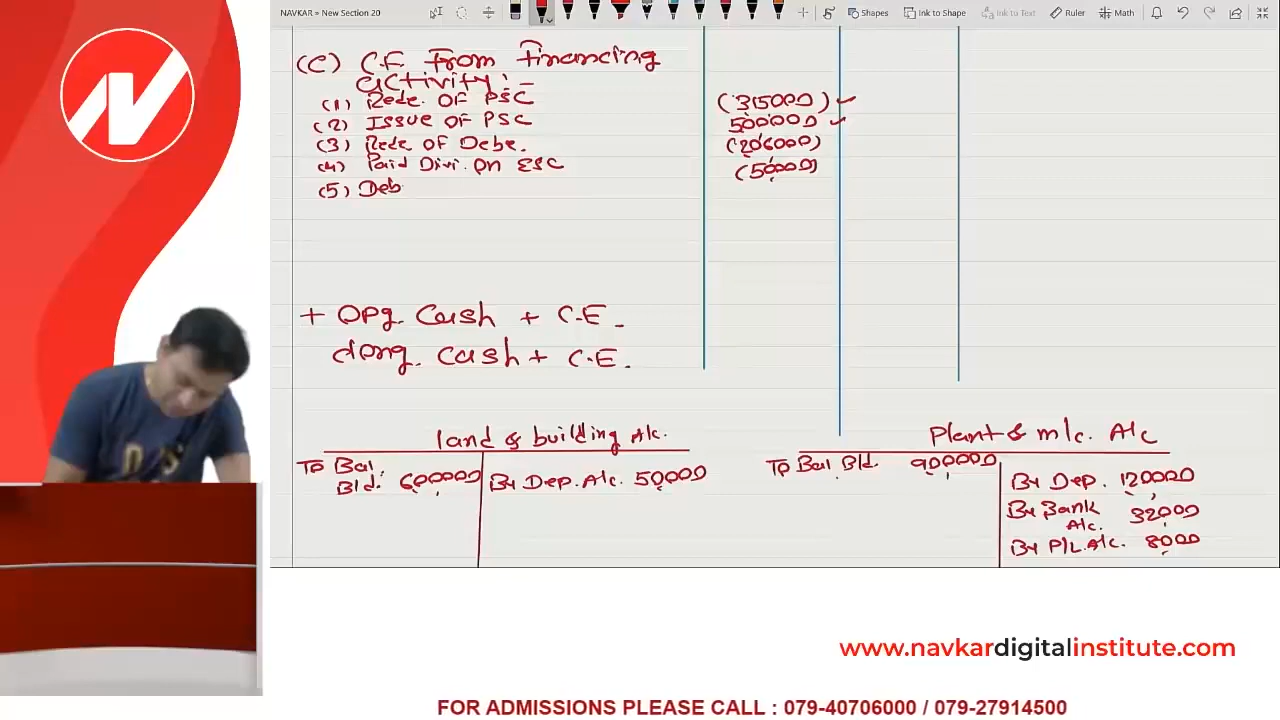 NAVKAR » New Section 20
Shapes
Ink to Shape
Ink to Text
Ruler
Math
(C) C.F From Financing
activity :-
(1) Rede. OF PSC (315000) ✓
(2) Issue OF PSC 500000 ✓
(3) Rede OF Debe. (206000)
(4) Paid Divi. on ESC (50000)
(5) Deb
+ Opg. Cash + C.E.
closng. Cash + C.E.
land & building A/c.
To Bal. Bld. 600000
By Dep. A/c. 50000
Plant & m/c. A/c
To Bal Bld. 900000
By Dep. 120000
By Bank A/c. 32000
By P/L. A/c. 8000
www.navkardigitalinstitute.com
FOR ADMISSIONS PLEASE CALL : 079-40706000 / 079-27914500